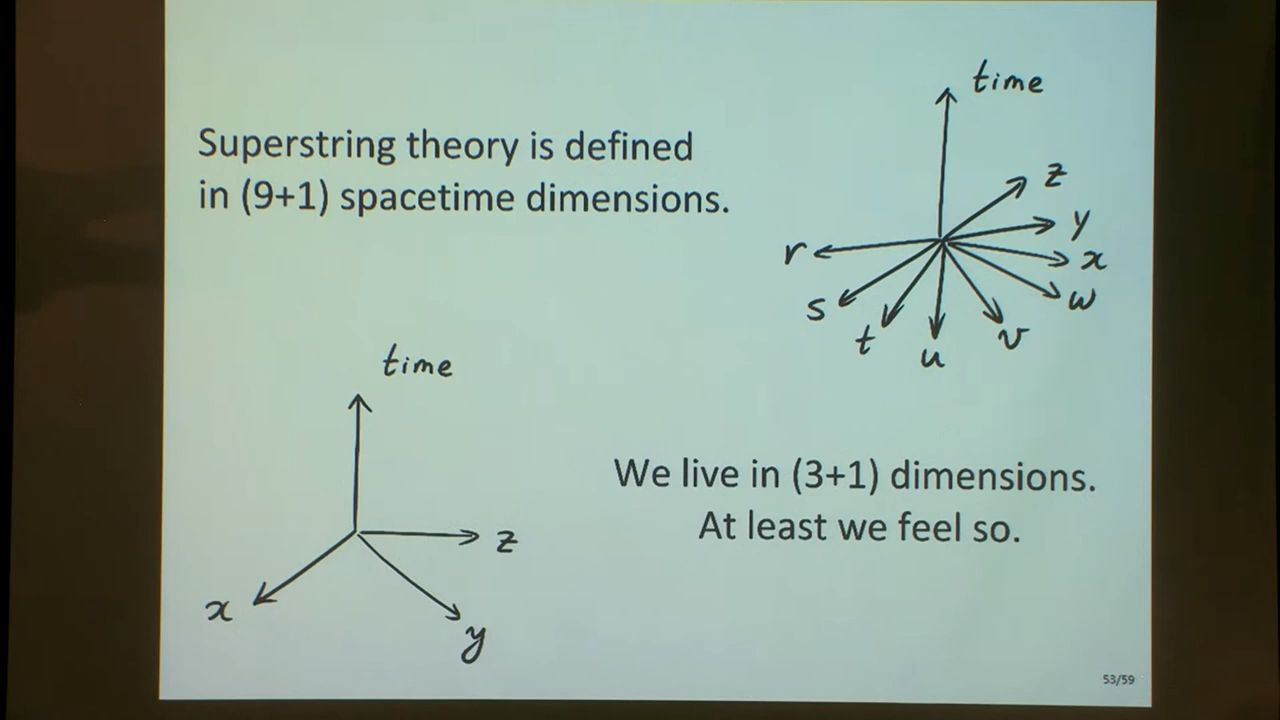 Superstring theory is defined
in (9+1) spacetime dimensions.
time
z
y
x
w
v
u
t
s
r
time
z
y
x
We live in (3+1) dimensions.
At least we feel so.
53/59